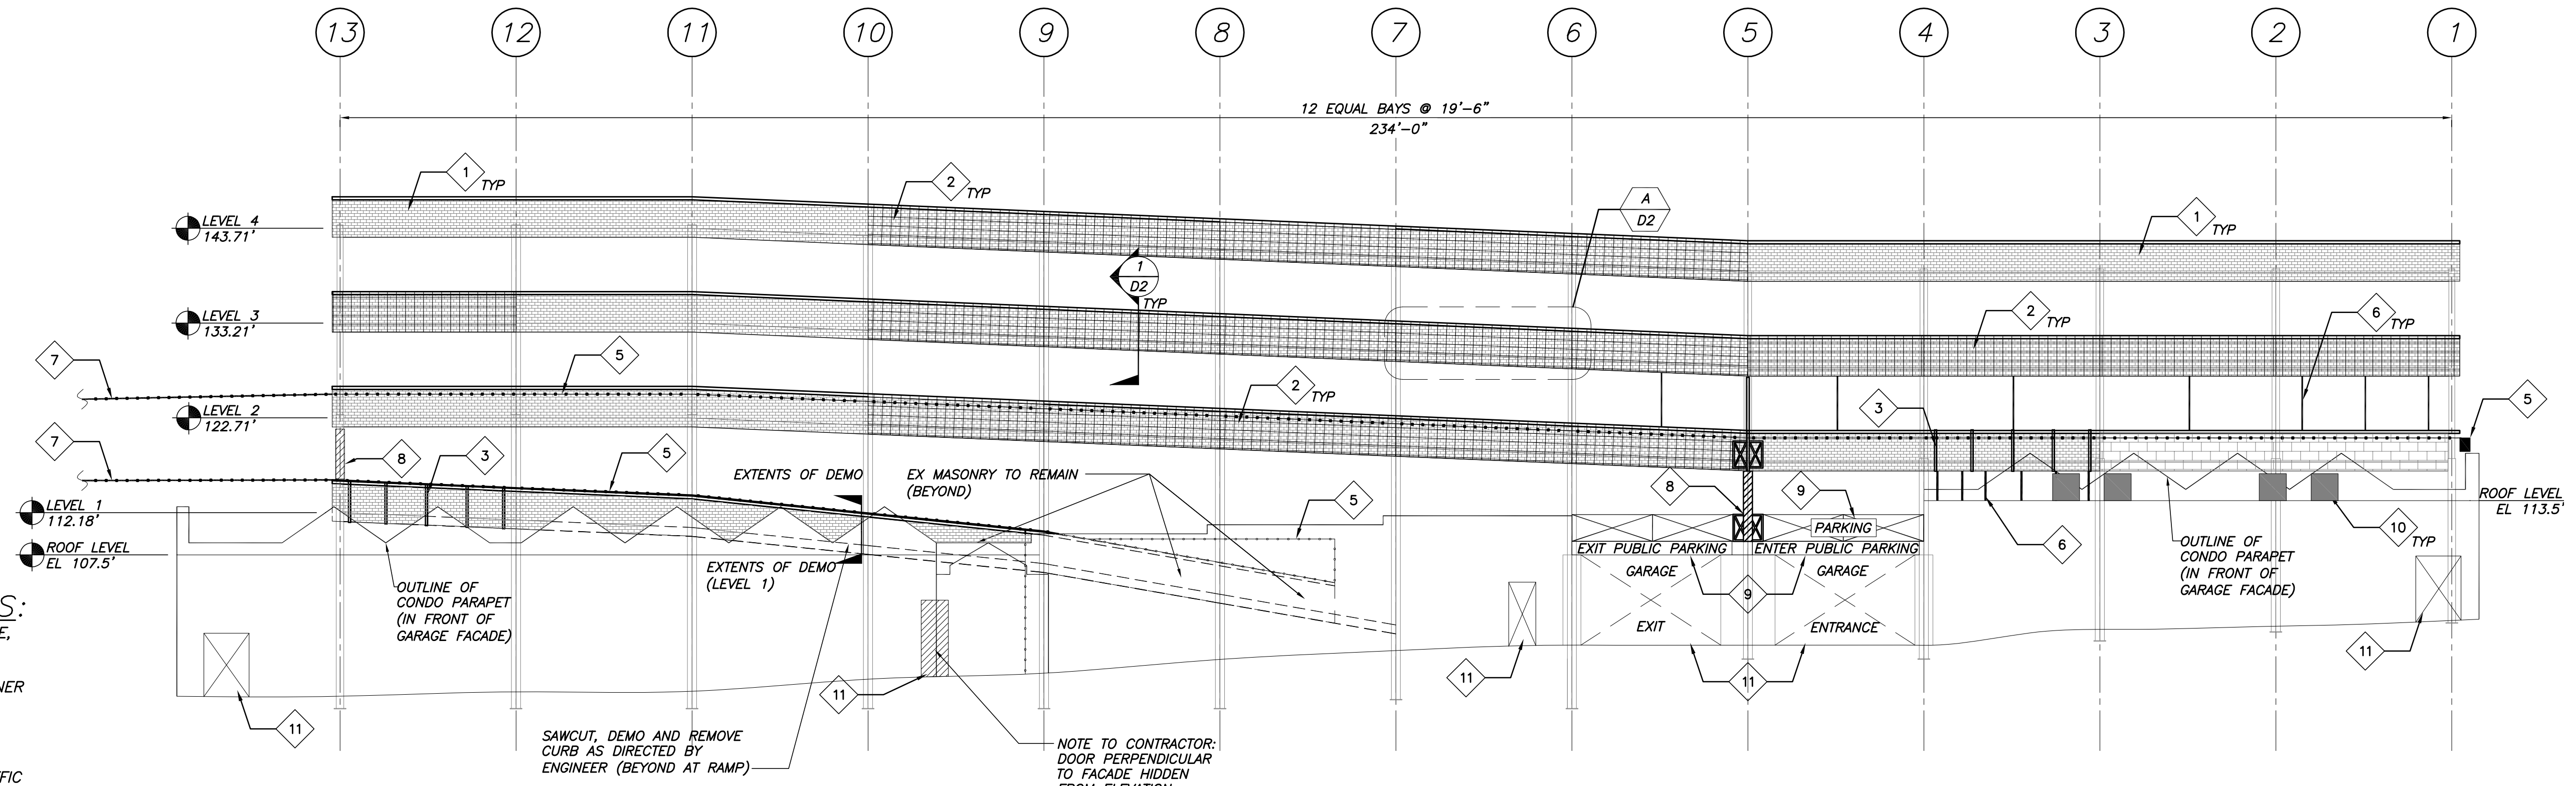 13 12 11 10 9 8 7 6 5 4 3 2 1
12 EQUAL BAYS @ 19'-6"
234'-0"
1 TYP
2 TYP
A
D2
1 TYP
LEVEL 4
143.71'
1
D2
TYP
LEVEL 3
133.21'
2 TYP
6 TYP
7
5
2 TYP
3
5
LEVEL 2
122.71'
7
8
3
5
EXTENTS OF DEMO
EX MASONRY TO REMAIN
(BEYOND)
5
8
9
PARKING
EXIT PUBLIC PARKING
ENTER PUBLIC PARKING
LEVEL 1
112.18'
ROOF LEVEL
EL 107.5'
ROOF LEVEL
EL 113.5'
10
TYP
6
EXTENTS OF DEMO
(LEVEL 1)
OUTLINE OF
CONDO PARAPET
(IN FRONT OF
GARAGE FACADE)
GARAGE
EXIT
9
GARAGE
ENTRANCE
OUTLINE OF
CONDO PARAPET
(IN FRONT OF
GARAGE FACADE)
S:
E,
NER
11
11
11
11
11
SAWCUT, DEMO AND REMOVE
CURB AS DIRECTED BY
ENGINEER (BEYOND AT RAMP)
NOTE TO CONTRACTOR:
DOOR PERPENDICULAR
TO FACADE HIDDEN
FROM ELEVATION
FFIC